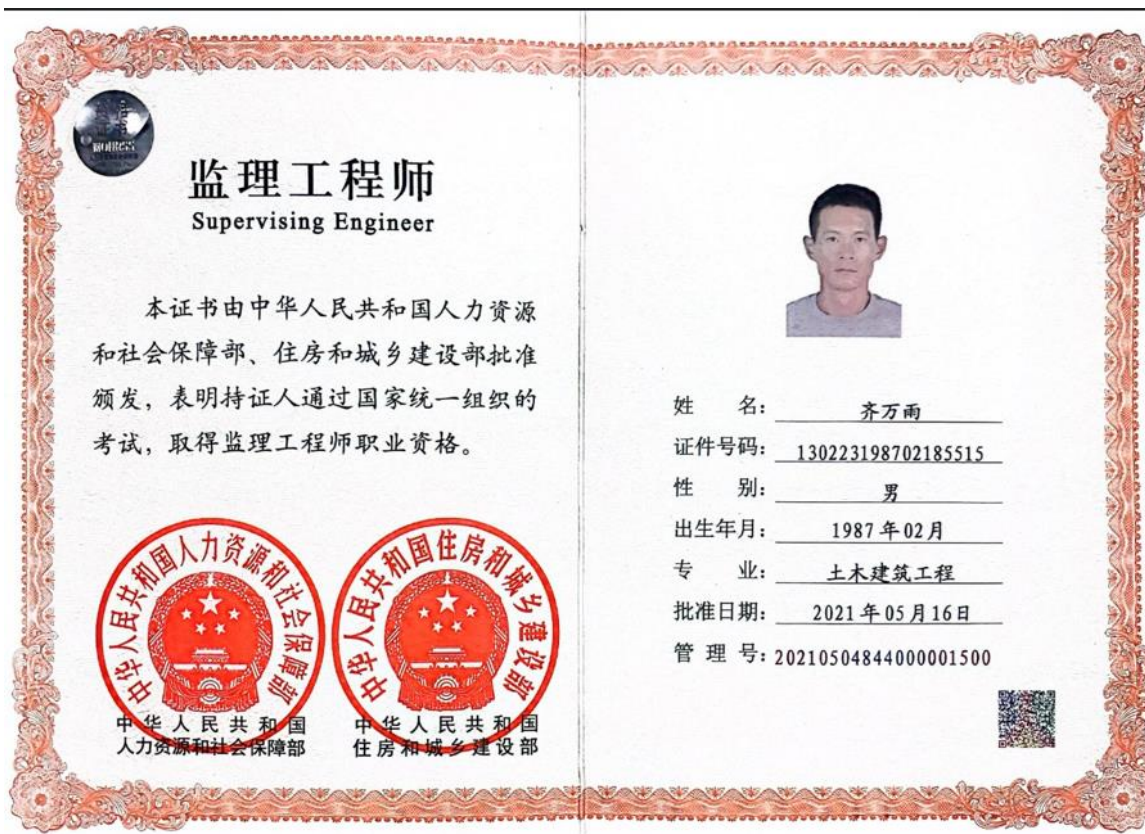 监理工程师
Supervising Engineer
本证书由中华人民共和国人力资源
和社会保障部、住房和城乡建设部批准
颁发，表明持证人通过国家统一组织的
考试，取得监理工程师职业资格。
中华人民共和国人力资源和社会保障部
中华人民共和国住房和城乡建设部
中华人民共和国
人力资源和社会保障部
中华人民共和国
住房和城乡建设部
姓 名：齐万雨
证件号码：130223198702185515
性 别：男
出生年月：1987年02月
专 业：土木建筑工程
批准日期：2021年05月16日
管 理 号：20210504844000001500